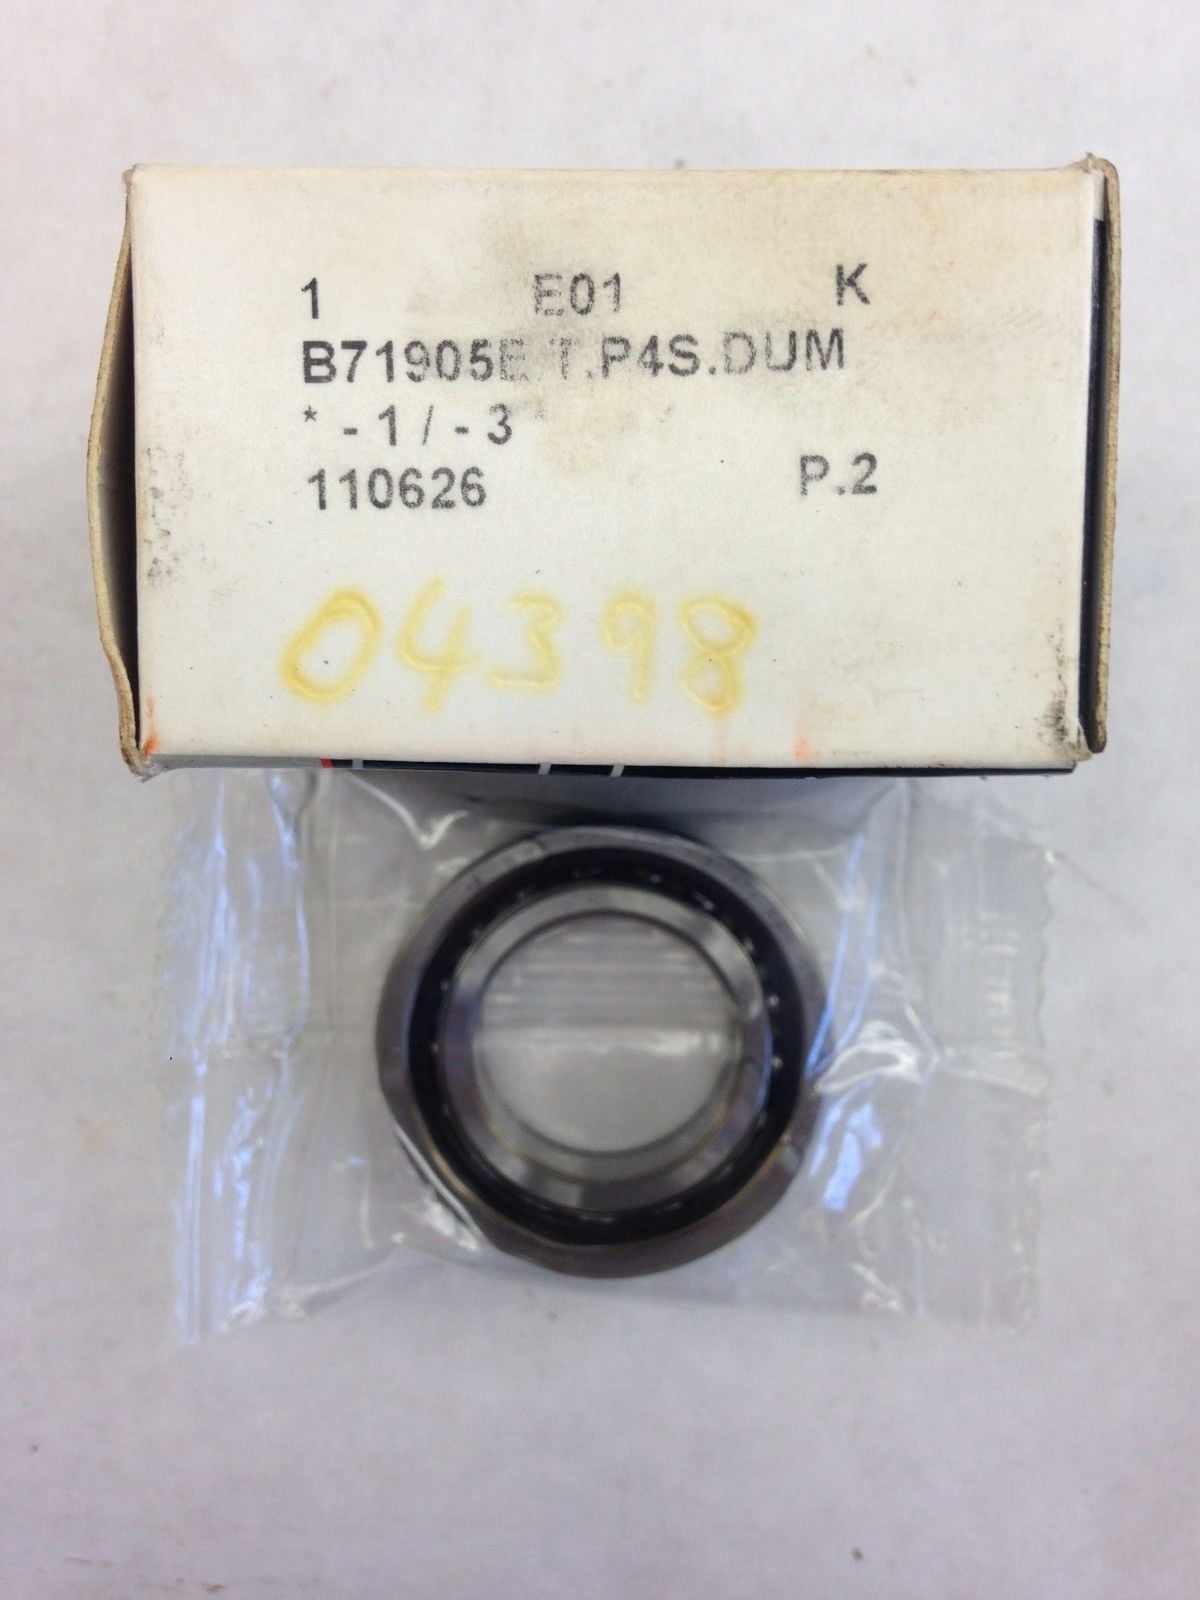 1 E01 K
B71905E.T.P4S.DUM
* - 1 / - 3 *
110626 P.2
04398